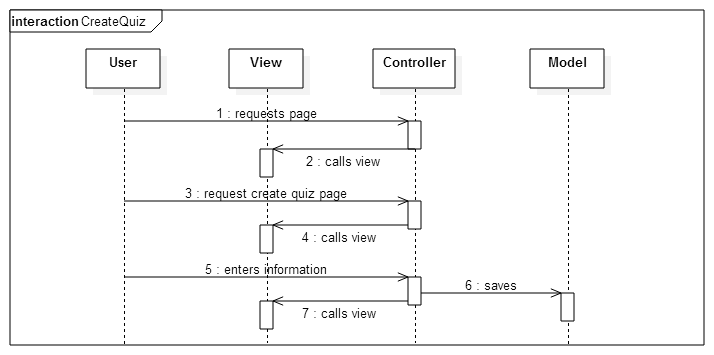 interaction CreateQuiz
User View Controller Model
1 : requests page
2 : calls view
3 : request create quiz page
4 : calls view
5 : enters information
6 : saves
7 : calls view